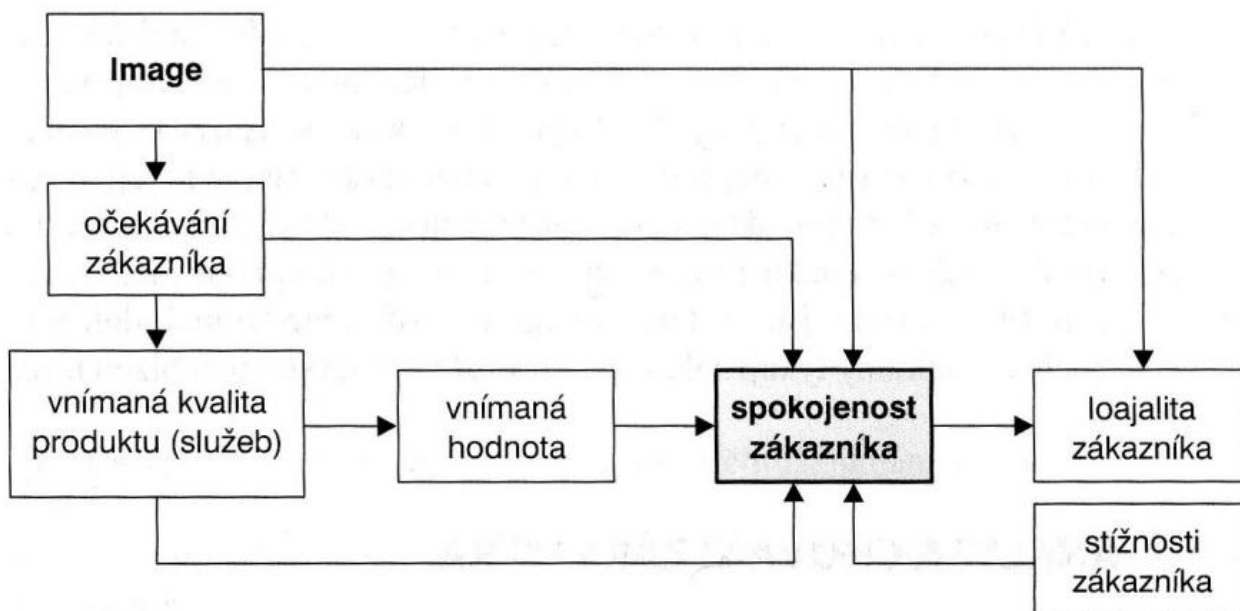 Image
očekávání
zákazníka
vnímaná kvalita
produktu (služeb)
vnímaná
hodnota
spokojenost
zákazníka
loajalita
zákazníka
stížnosti
zákazníka